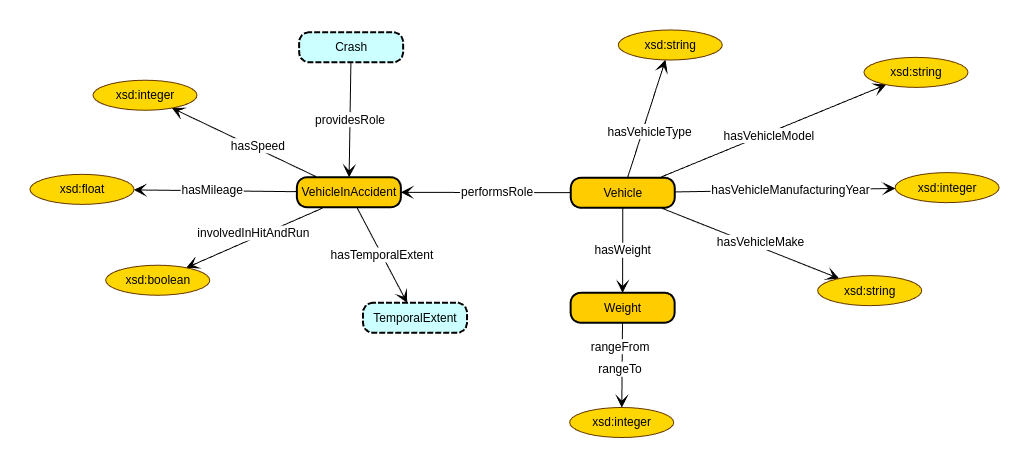 xsd:string
Crash
xsd:string
xsd:integer
providesRole
hasVehicleType
hasVehicleModel
hasSpeed
xsd:float
hasMileage
VehicleInAccident
performsRole
Vehicle
hasVehicleManufacturingYear
xsd:integer
involvedInHitAndRun
hasVehicleMake
hasTemporalExtent
hasWeight
xsd:boolean
xsd:string
Weight
TemporalExtent
rangeFrom
rangeTo
xsd:integer